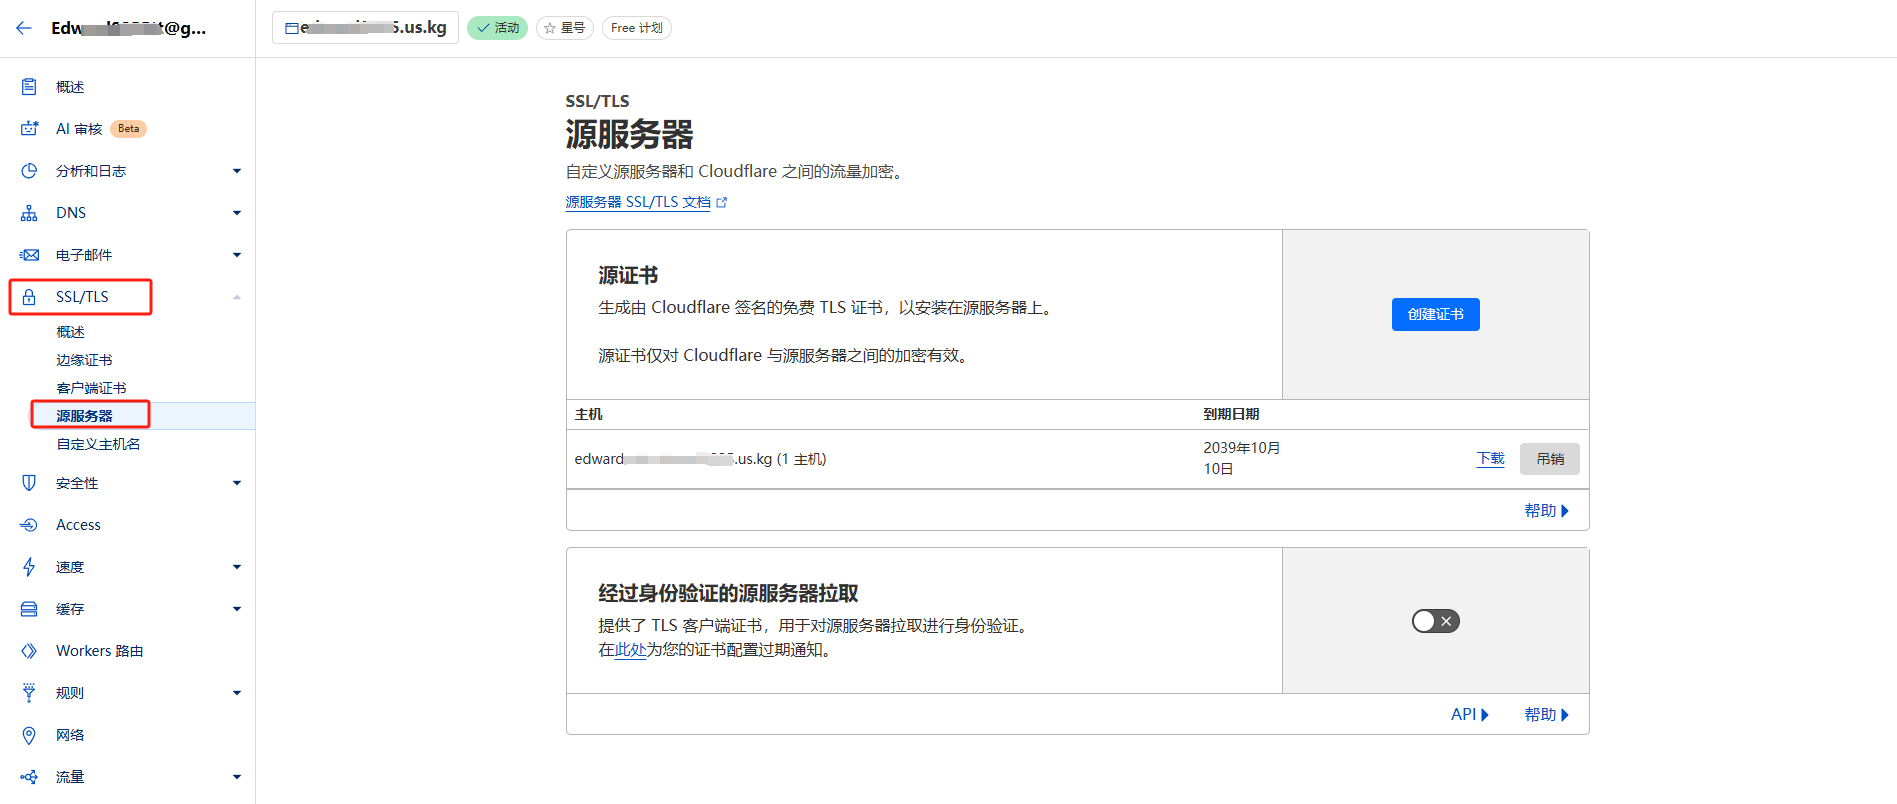 @g...
.us.kg
活动
星号
Free 计划
概述
AI 审核 Beta
分析和日志
DNS
电子邮件
SSL/TLS
概述
边缘证书
客户端证书
源服务器
自定义主机名
安全性
Access
速度
缓存
Workers 路由
规则
网络
流量
SSL/TLS
源服务器
自定义源服务器和 Cloudflare 之间的流量加密。
源服务器 SSL/TLS 文档
源证书
生成由 Cloudflare 签名的免费 TLS 证书，以安装在源服务器上。
源证书仅对 Cloudflare 与源服务器之间的加密有效。
创建证书
主机 到期日期
edward .us.kg (1 主机) 2039年10月
10日
下载 吊销
帮助
经过身份验证的源服务器拉取
提供了 TLS 客户端证书，用于对源服务器拉取进行身份验证。
在此处为您的证书配置过期通知。
API 帮助